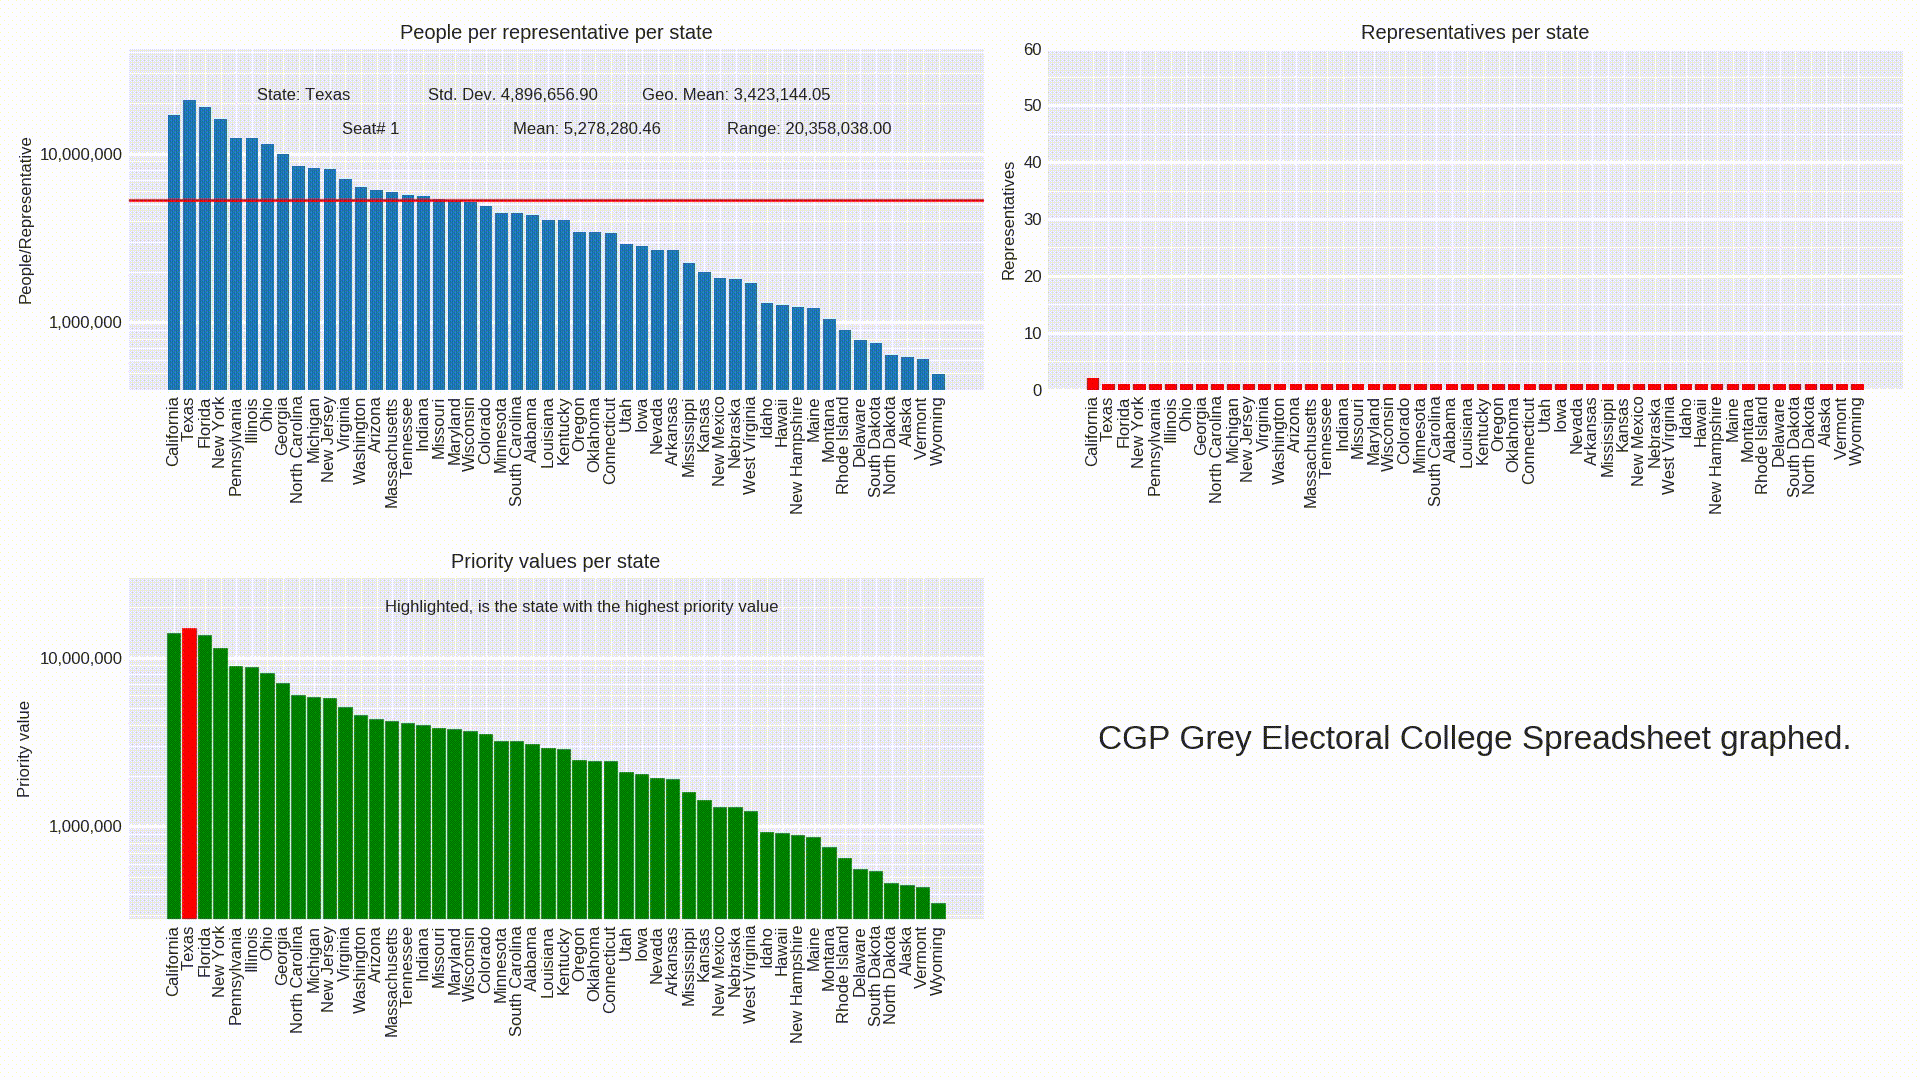 People per representative per state
State: Texas Std. Dev. 4,896,656.90 Geo. Mean: 3,423,144.05
Seat# 1 Mean: 5,278,280.46 Range: 20,358,038.00
People/Representative
10,000,000
1,000,000
California
Texas
Florida
New York
Pennsylvania
Illinois
Ohio
Georgia
North Carolina
Michigan
New Jersey
Virginia
Washington
Arizona
Massachusetts
Tennessee
Indiana
Missouri
Maryland
Wisconsin
Colorado
Minnesota
South Carolina
Alabama
Louisiana
Kentucky
Oregon
Oklahoma
Connecticut
Utah
Iowa
Nevada
Arkansas
Mississippi
Kansas
New Mexico
Nebraska
West Virginia
Idaho
Hawaii
New Hampshire
Maine
Montana
Rhode Island
Delaware
South Dakota
North Dakota
Alaska
Vermont
Wyoming
Representatives per state
Representatives
60
50
40
30
20
10
0
California
Texas
Florida
New York
Pennsylvania
Illinois
Ohio
Georgia
North Carolina
Michigan
New Jersey
Virginia
Washington
Arizona
Massachusetts
Tennessee
Indiana
Missouri
Maryland
Wisconsin
Colorado
Minnesota
South Carolina
Alabama
Louisiana
Kentucky
Oregon
Oklahoma
Connecticut
Utah
Iowa
Nevada
Arkansas
Mississippi
Kansas
New Mexico
Nebraska
West Virginia
Idaho
Hawaii
New Hampshire
Maine
Montana
Rhode Island
Delaware
South Dakota
North Dakota
Alaska
Vermont
Wyoming
Priority values per state
Highlighted, is the state with the highest priority value
Priority value
10,000,000
1,000,000
California
Texas
Florida
New York
Pennsylvania
Illinois
Ohio
Georgia
North Carolina
Michigan
New Jersey
Virginia
Washington
Arizona
Massachusetts
Tennessee
Indiana
Missouri
Maryland
Wisconsin
Colorado
Minnesota
South Carolina
Alabama
Louisiana
Kentucky
Oregon
Oklahoma
Connecticut
Utah
Iowa
Nevada
Arkansas
Mississippi
Kansas
New Mexico
Nebraska
West Virginia
Idaho
Hawaii
New Hampshire
Maine
Montana
Rhode Island
Delaware
South Dakota
North Dakota
Alaska
Vermont
Wyoming
CGP Grey Electoral College Spreadsheet graphed.